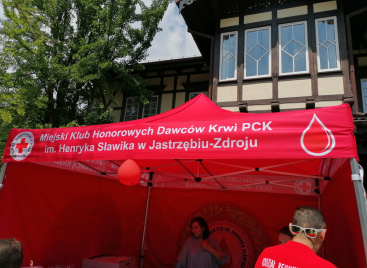 Miejski Klub Honorowych Dawców Krwi PCK
im. Henryka Sławika w Jastrzębiu-Zdroju